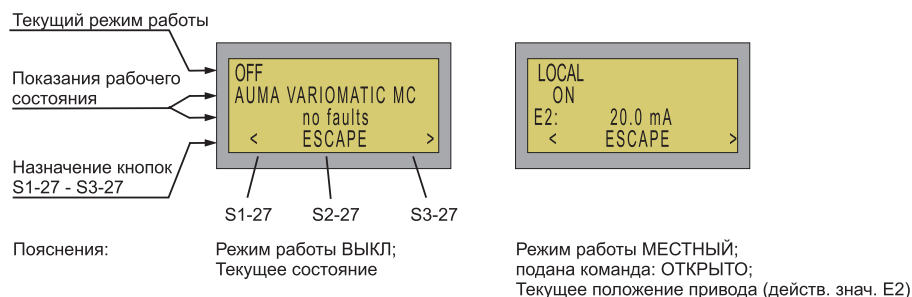 Текущий режим работы
Показания рабочего
состояния
Назначение кнопок
S1-27 - S3-27
OFF
AUMA VARIOMATIC MC
no faults
< ESCAPE >
S1-27 S2-27 S3-27
LOCAL
ON
E2: 20.0 mA
< ESCAPE >
Пояснения:
Режим работы ВЫКЛ;
Текущее состояние
Режим работы МЕСТНЫЙ;
подана команда: ОТКРЫТО;
Текущее положение привода (действ. знач. E2)